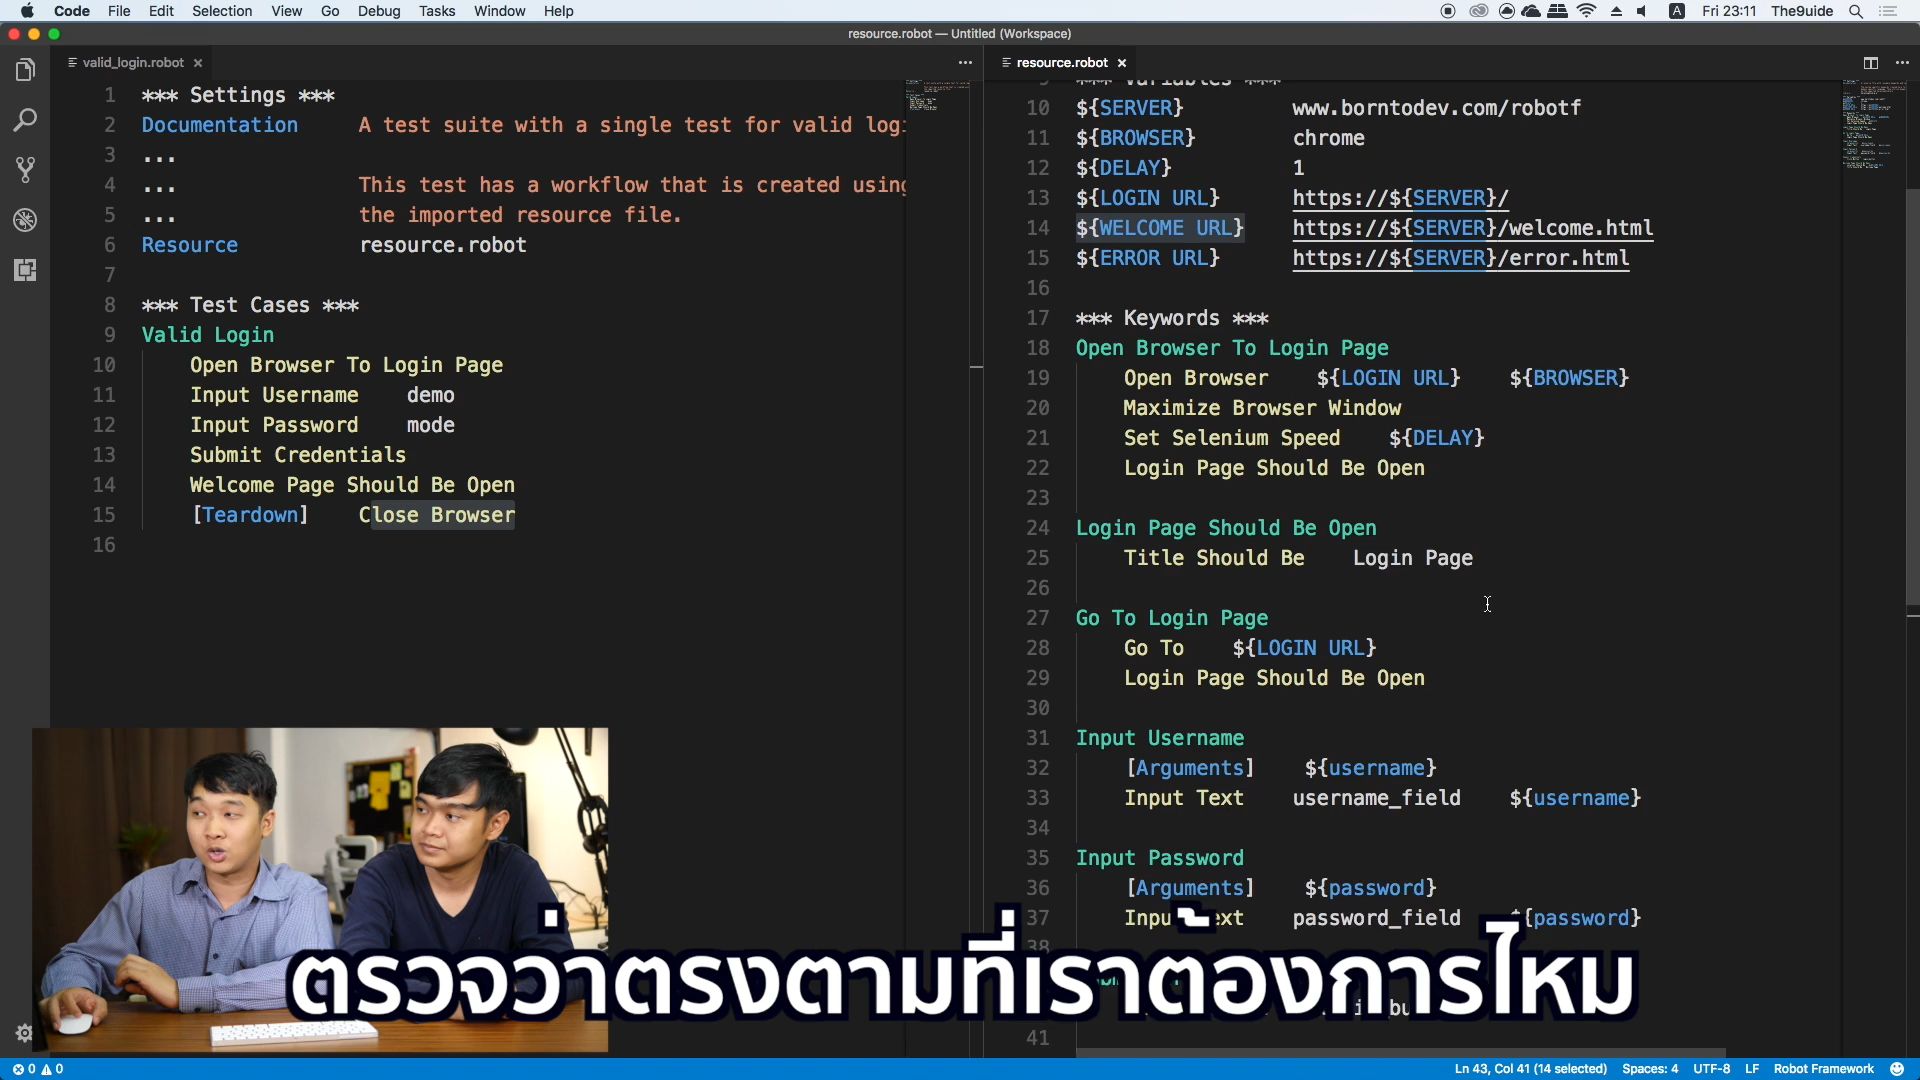 Code File Edit Selection View Go Debug Tasks Window Help
A Fri 23:11 The9uide
resource.robot — Untitled (Workspace)
valid_login.robot
1 *** Settings ***
2 Documentation A test suite with a single test for valid logi
3 ...
4 ... This test has a workflow that is created using
5 ... the imported resource file.
6 Resource resource.robot
7
8 *** Test Cases ***
9 Valid Login
10 Open Browser To Login Page
11 Input Username demo
12 Input Password mode
13 Submit Credentials
14 Welcome Page Should Be Open
15 [Teardown] Close Browser
16
resource.robot
9 *** Variables ***
10 ${SERVER} www.borntodev.com/robotf
11 ${BROWSER} chrome
12 ${DELAY} 1
13 ${LOGIN URL} https://${SERVER}/
14 ${WELCOME URL} https://${SERVER}/welcome.html
15 ${ERROR URL} https://${SERVER}/error.html
16
17 *** Keywords ***
18 Open Browser To Login Page
19 Open Browser ${LOGIN URL} ${BROWSER}
20 Maximize Browser Window
21 Set Selenium Speed ${DELAY}
22 Login Page Should Be Open
23
24 Login Page Should Be Open
25 Title Should Be Login Page
26
27 Go To Login Page
28 Go To ${LOGIN URL}
29 Login Page Should Be Open
30
31 Input Username
32 [Arguments] ${username}
33 Input Text username_field ${username}
34
35 Input Password
36 [Arguments] ${password}
37 Input Text password_field ${password}
38
41
ตรวจว่าตรงตามที่เราต้องการไหม
0 0
Ln 43, Col 41 (14 selected) Spaces: 4 UTF-8 LF Robot Framework